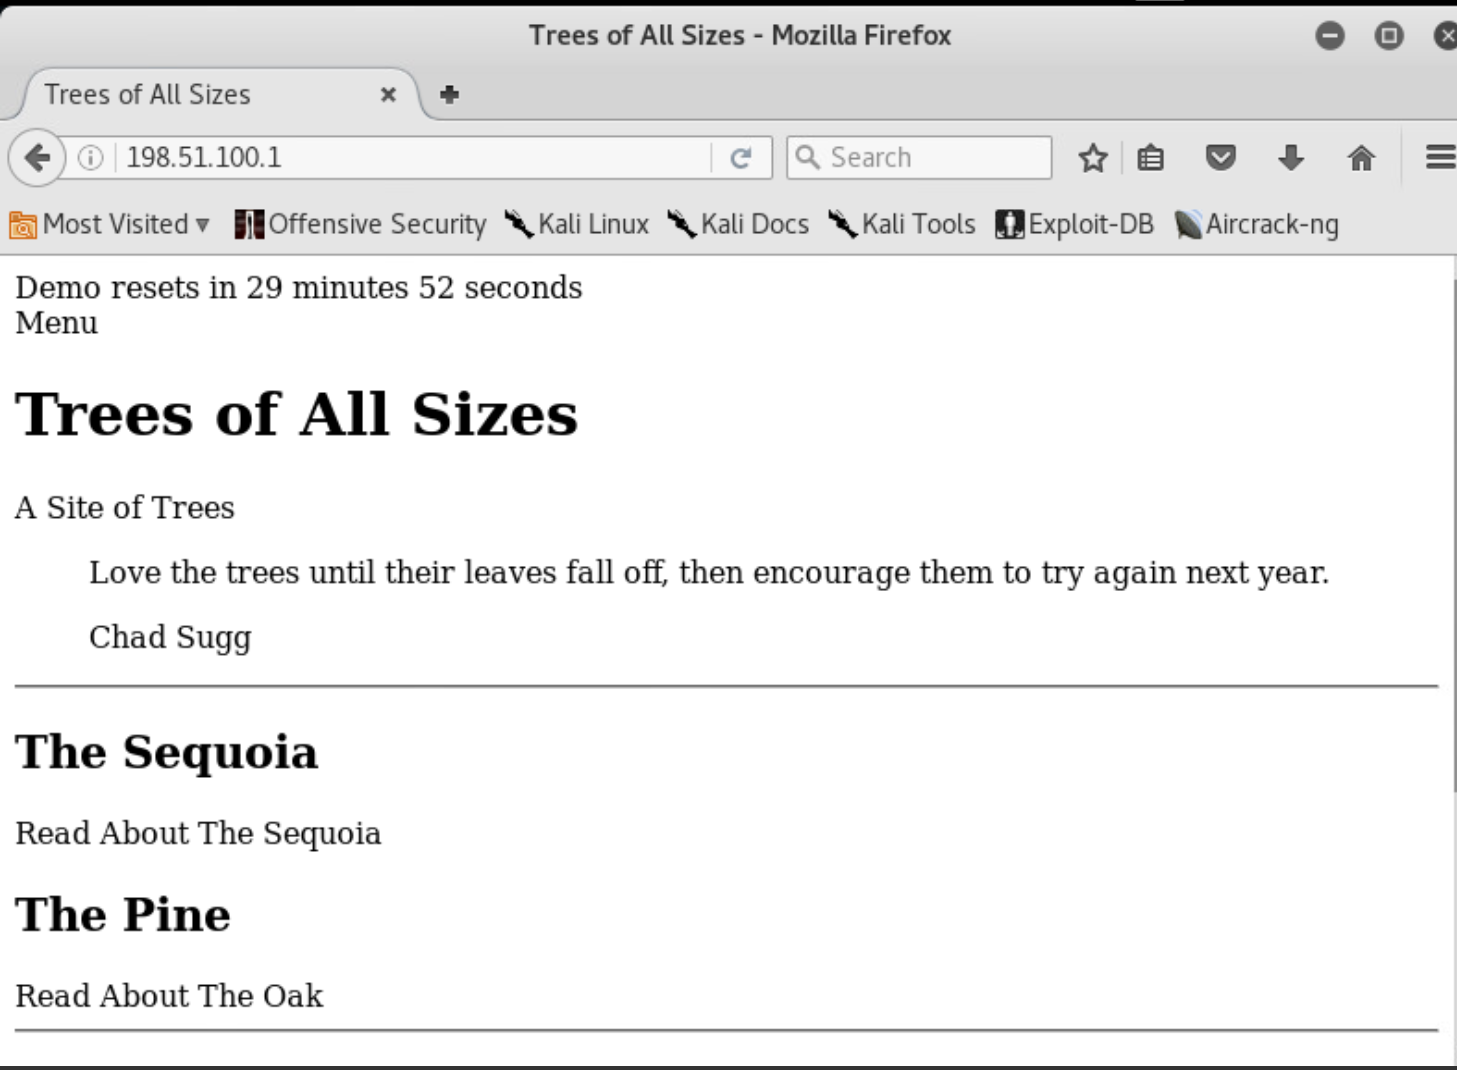 Trees of All Sizes - Mozilla Firefox
Trees of All Sizes
198.51.100.1
Search
Most Visited
Offensive Security
Kali Linux
Kali Docs
Kali Tools
Exploit-DB
Aircrack-ng
Demo resets in 29 minutes 52 seconds
Menu
Trees of All Sizes
A Site of Trees
Love the trees until their leaves fall off, then encourage them to try again next year.
Chad Sugg
The Sequoia
Read About The Sequoia
The Pine
Read About The Oak